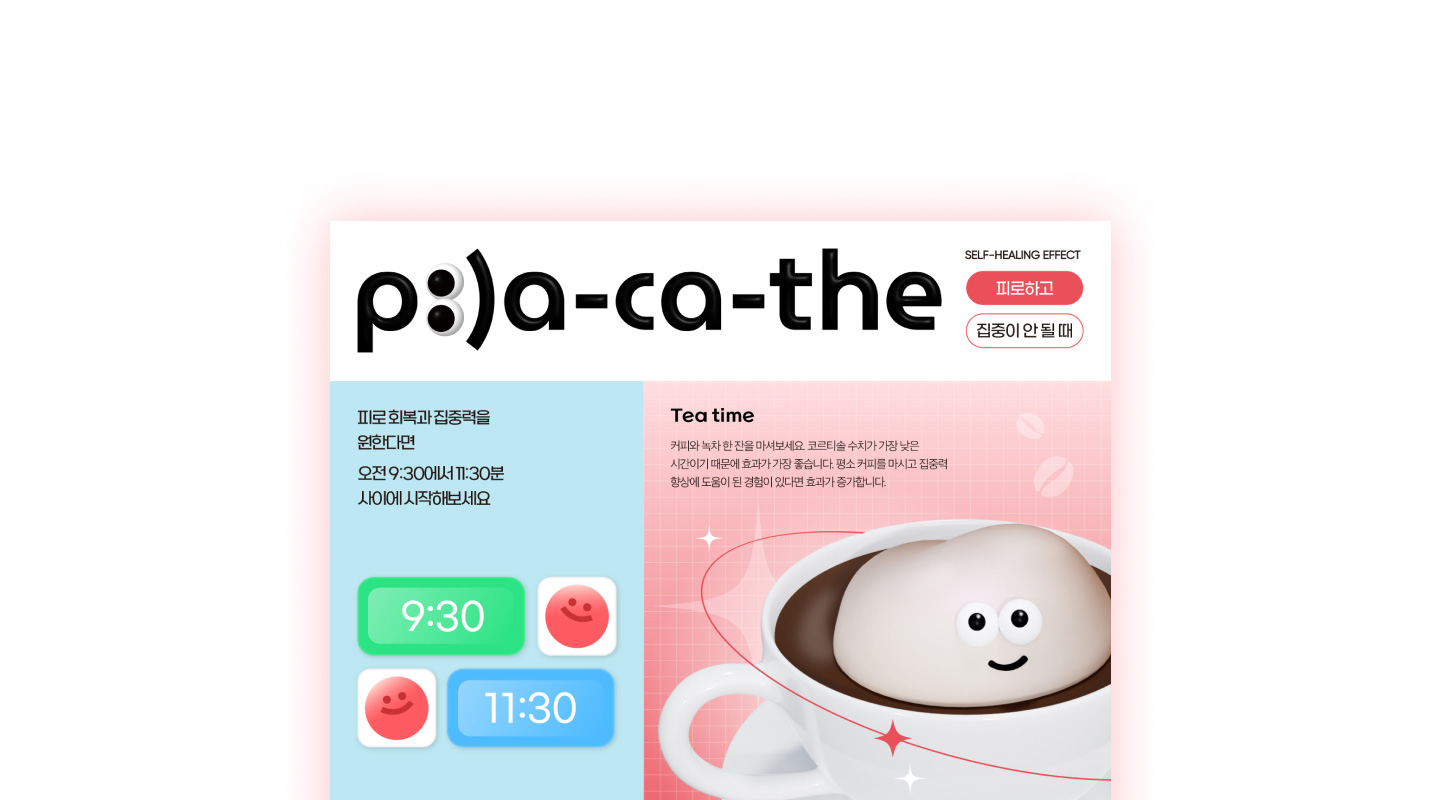 p:)a-ca-the
SELF-HEALING EFFECT
피로하고
집중이 안 될 때
피로 회복과 집중력을
원한다면
오전 9:30에서 11:30분
사이에 시작해보세요
9:30
11:30
Tea time
커피와 녹차 한 잔을 마셔보세요. 코르티솔 수치가 가장 낮은
시간이기 때문에 효과가 가장 좋습니다. 평소 커피를 마시고 집중력
향상에 도움이 된 경험이 있다면 효과가 증가합니다.